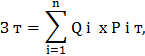 З т = ∑_{i=1}^{n} Q i x P i т,